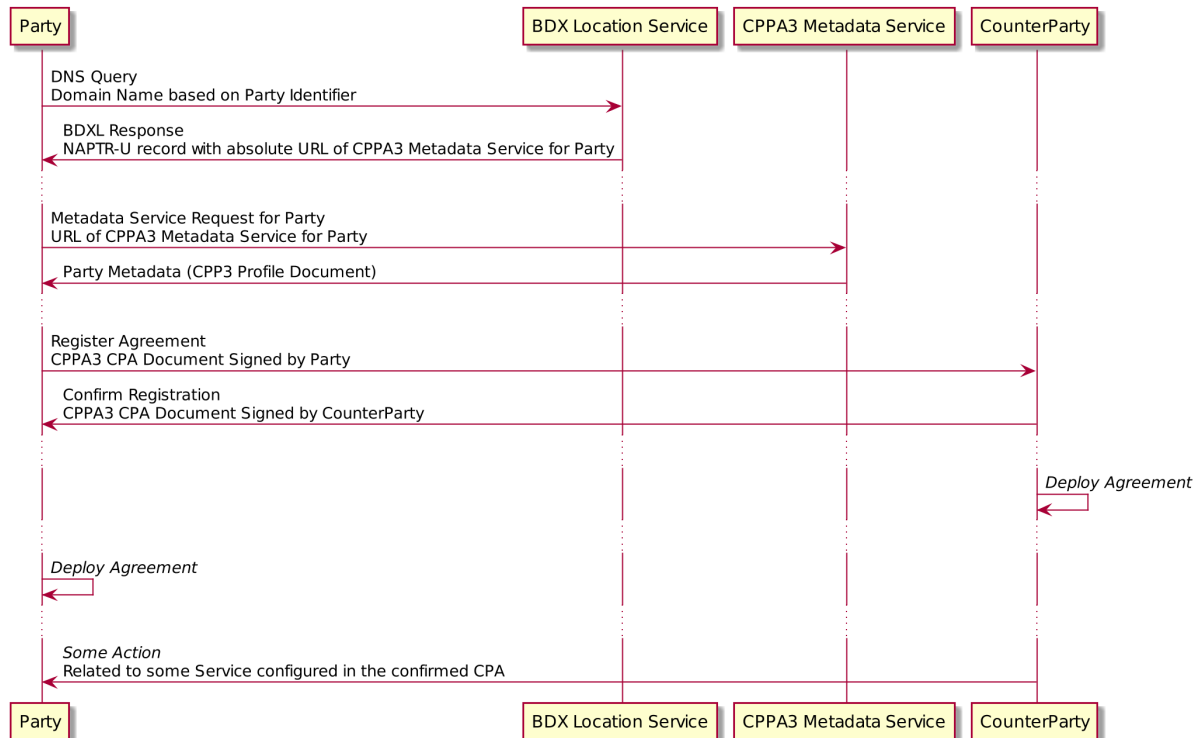 Party
BDX Location Service
CPPA3 Metadata Service
CounterParty
DNS Query
Domain Name based on Party Identifier
BDXL Response
NAPTR-U record with absolute URL of CPPA3 Metadata Service for Party
Metadata Service Request for Party
URL of CPPA3 Metadata Service for Party
Party Metadata (CPP3 Profile Document)
Register Agreement
CPPA3 CPA Document Signed by Party
Confirm Registration
CPPA3 CPA Document Signed by CounterParty
Deploy Agreement
Deploy Agreement
Some Action
Related to some Service configured in the confirmed CPA
Party
BDX Location Service
CPPA3 Metadata Service
CounterParty